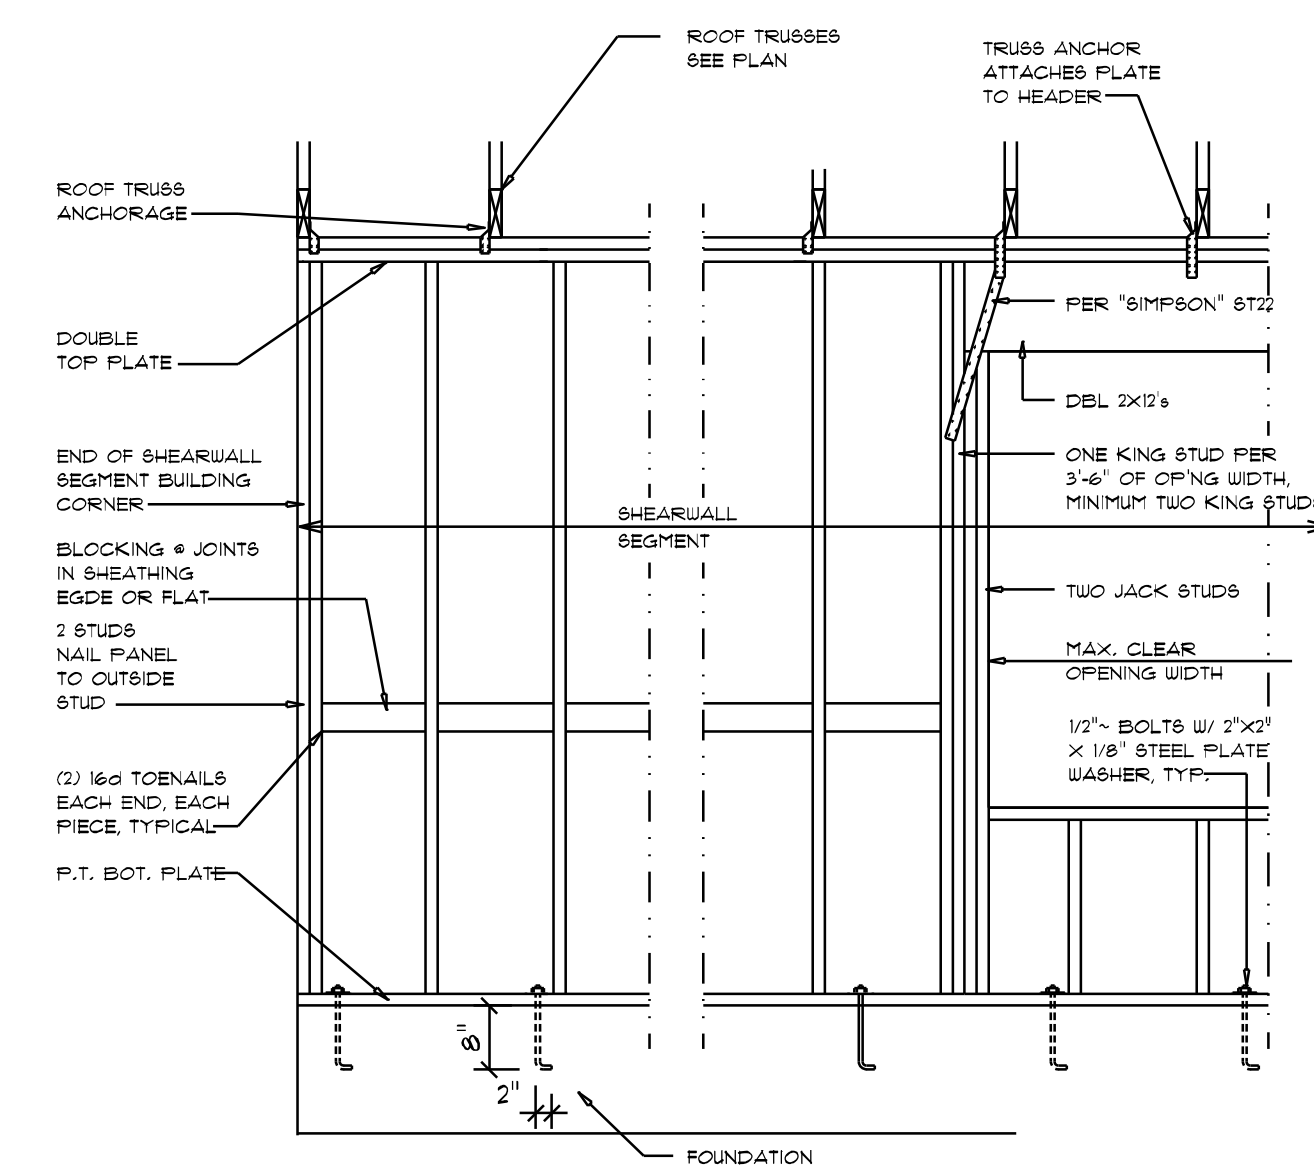 ROOF TRUSSES
SEE PLAN
TRUSS ANCHOR
ATTACHES PLATE
TO HEADER
ROOF TRUSS
ANCHORAGE
PER "SIMPSON" ST22
DOUBLE
TOP PLATE
DBL 2X12's
END OF SHEARWALL
SEGMENT BUILDING
CORNER
ONE KING STUD PER
3'-6" OF OP'NG WIDTH,
MINIMUM TWO KING STUDS
SHEARWALL
SEGMENT
BLOCKING @ JOINTS
IN SHEATHING
EGDE OR FLAT
TWO JACK STUDS
2 STUDS
NAIL PANEL
TO OUTSIDE
STUD
MAX. CLEAR
OPENING WIDTH
1/2"~ BOLTS W/ 2"X2"
X 1/8" STEEL PLATE
WASHER, TYP.
(2) 16d TOENAILS
EACH END, EACH
PIECE, TYPICAL
P.T. BOT. PLATE
8"
2"
FOUNDATION